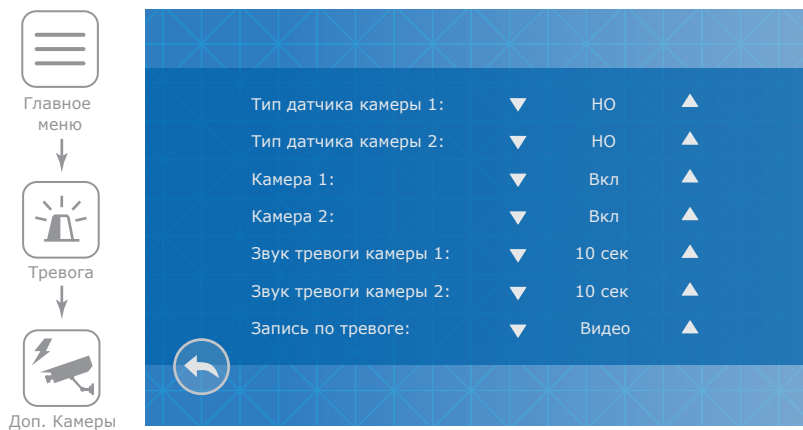 Главное
меню
Тревога
Доп. Камеры
Тип датчика камеры 1: НО
Тип датчика камеры 2: НО
Камера 1: Вкл
Камера 2: Вкл
Звук тревоги камеры 1: 10 сек
Звук тревоги камеры 2: 10 сек
Запись по тревоге: Видео